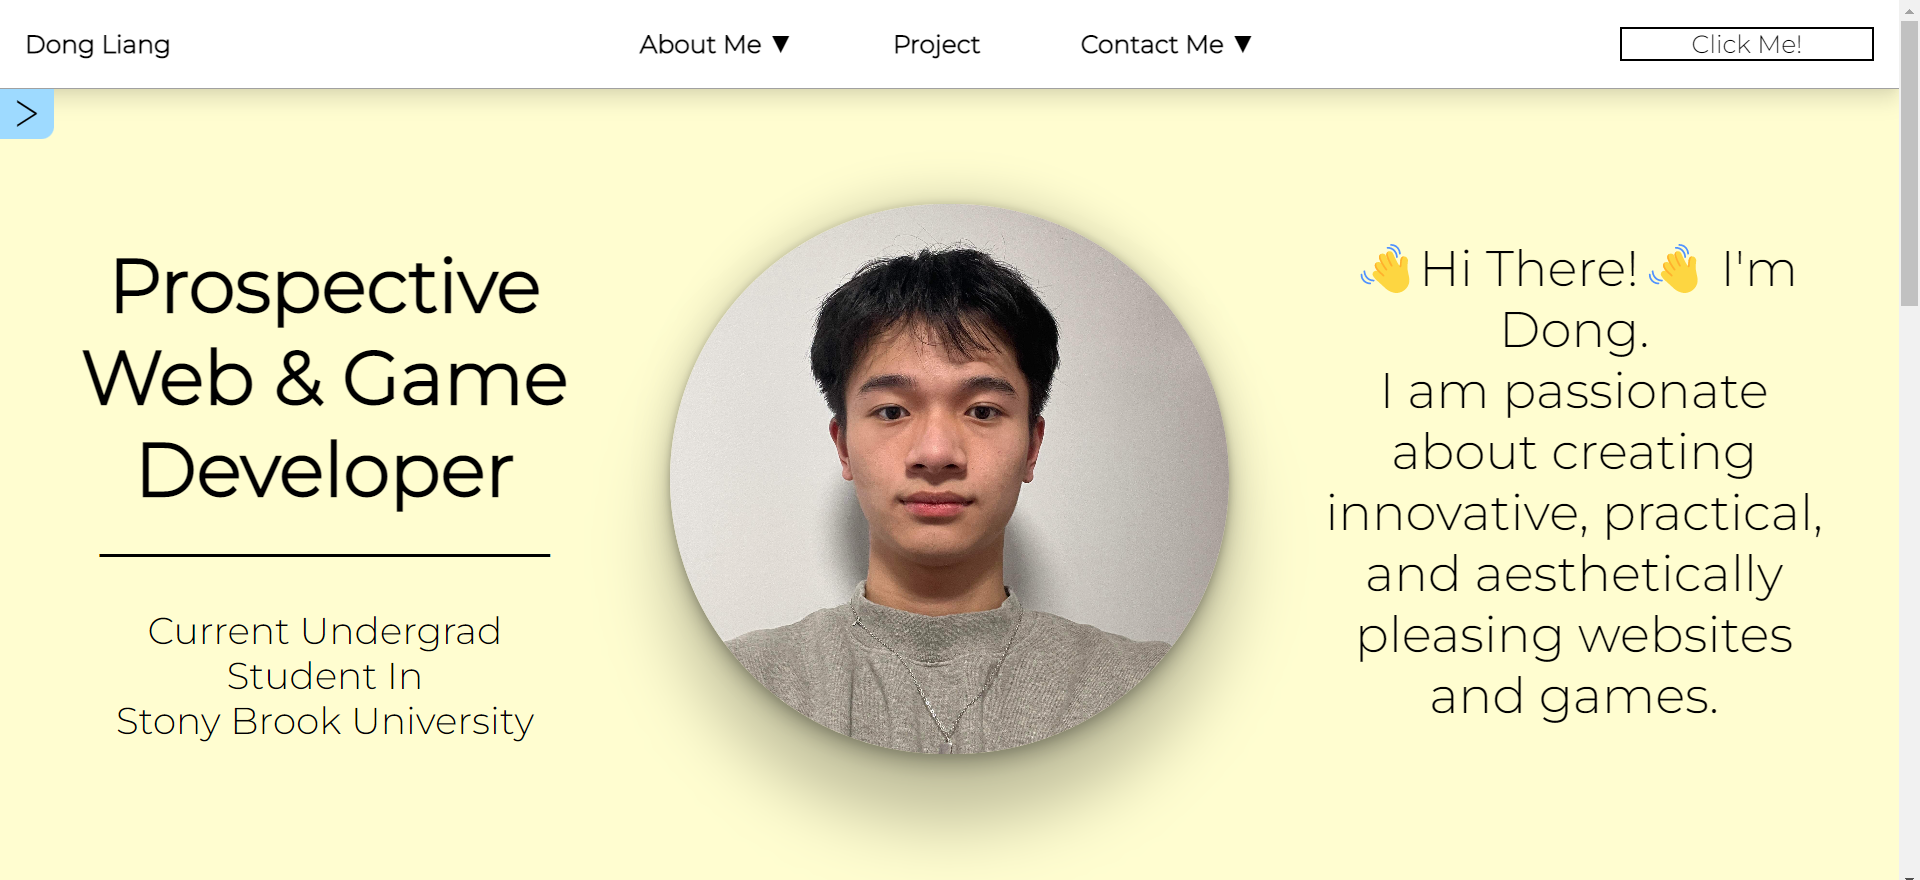 Dong Liang
About Me ▼
Project
Contact Me ▼
Click Me!
>
Prospective
Web & Game
Developer
Current Undergrad
Student In
Stony Brook University
👋Hi There!👋 I'm
Dong.
I am passionate
about creating
innovative, practical,
and aesthetically
pleasing websites
and games.